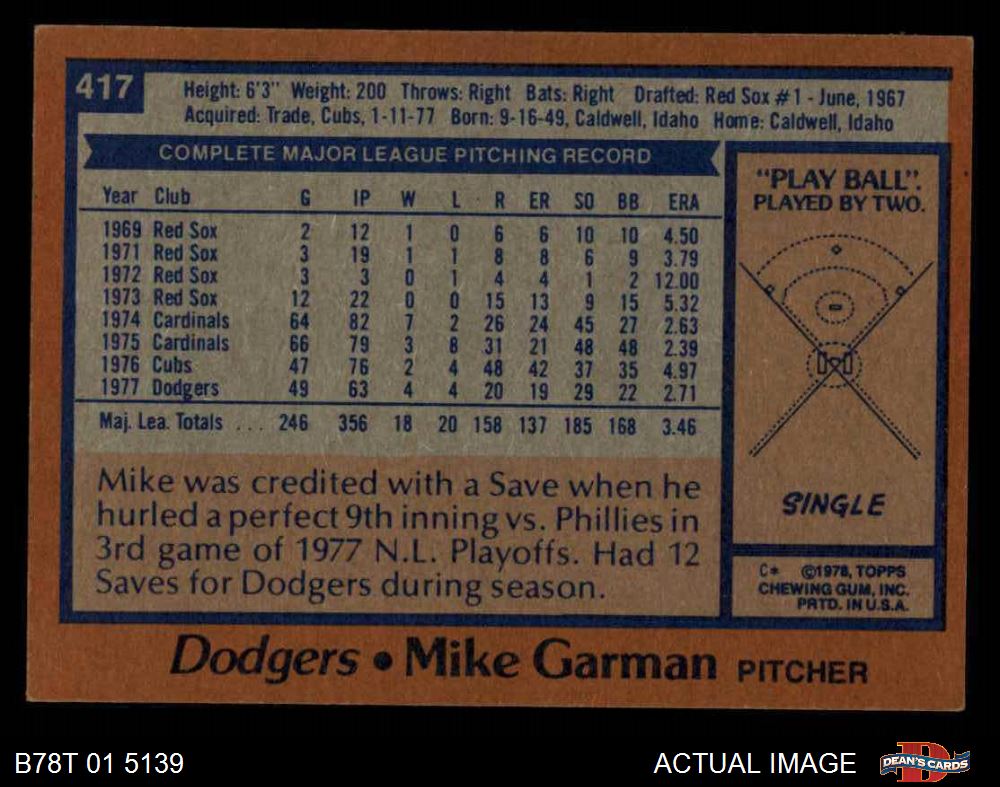 417
Height: 6'3" Weight: 200 Throws: Right Bats: Right Drafted: Red Sox #1 - June, 1967
Acquired: Trade, Cubs, 1-11-77 Born: 9-16-49, Caldwell, Idaho Home: Caldwell, Idaho
COMPLETE MAJOR LEAGUE PITCHING RECORD
Year Club G IP W L R ER SO BB ERA
1969 Red Sox 2 12 1 0 6 6 10 10 4.50
1971 Red Sox 3 19 1 1 8 8 6 9 3.79
1972 Red Sox 3 3 0 1 4 4 1 2 12.00
1973 Red Sox 12 22 0 0 15 13 9 15 5.32
1974 Cardinals 64 82 7 2 26 24 45 27 2.63
1975 Cardinals 66 79 3 8 31 21 48 48 2.39
1976 Cubs 47 76 2 4 48 42 37 35 4.97
1977 Dodgers 49 63 4 4 20 19 29 22 2.71
Maj. Lea. Totals ... 246 356 18 20 158 137 185 168 3.46
Mike was credited with a Save when he
hurled a perfect 9th inning vs. Phillies in
3rd game of 1977 N.L. Playoffs. Had 12
Saves for Dodgers during season.
"PLAY BALL".
PLAYED BY TWO.
SINGLE
C* ©1978, TOPPS
CHEWING GUM, INC.
PRTD. IN U.S.A.
Dodgers • Mike Garman PITCHER
B78T 01 5139
ACTUAL IMAGE
D
DEAN'S CARDS